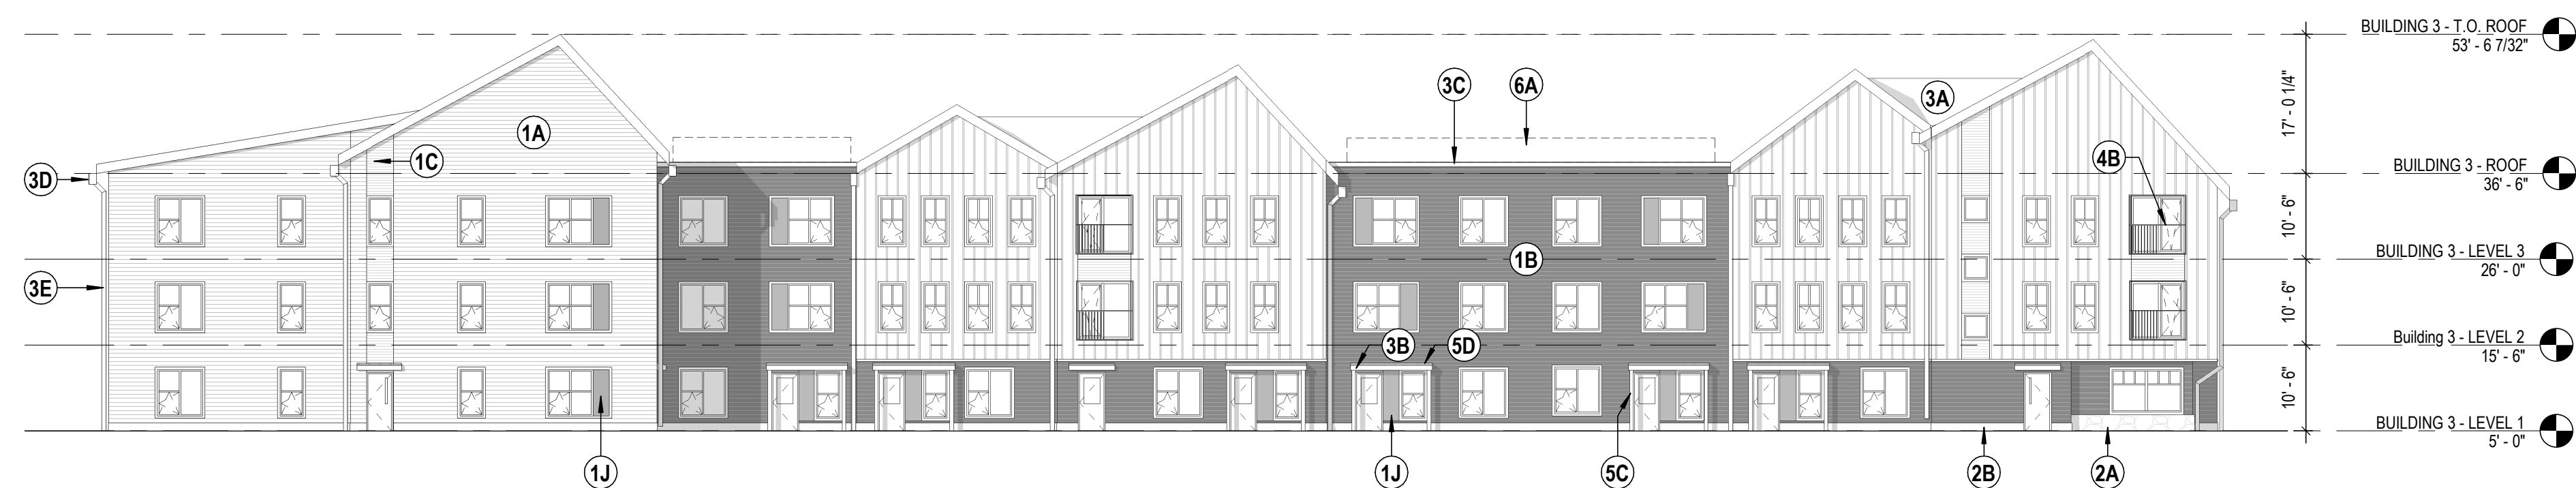 BUILDING 3 - T.O. ROOF
53' - 6 7/32"
17' - 0 1/4"
3C
6A
3A
1A
1C
4B
3D
BUILDING 3 - ROOF
36' - 6"
10' - 6"
1B
BUILDING 3 - LEVEL 3
26' - 0"
3E
10' - 6"
3B
5D
Building 3 - LEVEL 2
15' - 6"
10' - 6"
BUILDING 3 - LEVEL 1
5' - 0"
1J
1J
5C
2B
2A